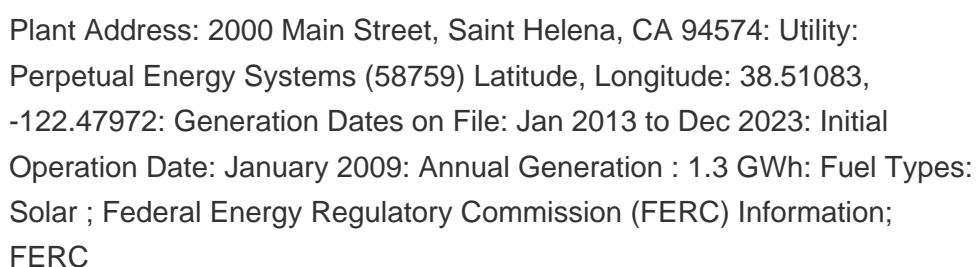 Plant Address: 2000 Main Street, Saint Helena, CA 94574: Utility:
Perpetual Energy Systems (58759) Latitude, Longitude: 38.51083,
-122.47972: Generation Dates on File: Jan 2013 to Dec 2023: Initial
Operation Date: January 2009: Annual Generation : 1.3 GWh: Fuel Types:
Solar ; Federal Energy Regulatory Commission (FERC) Information;
FERC